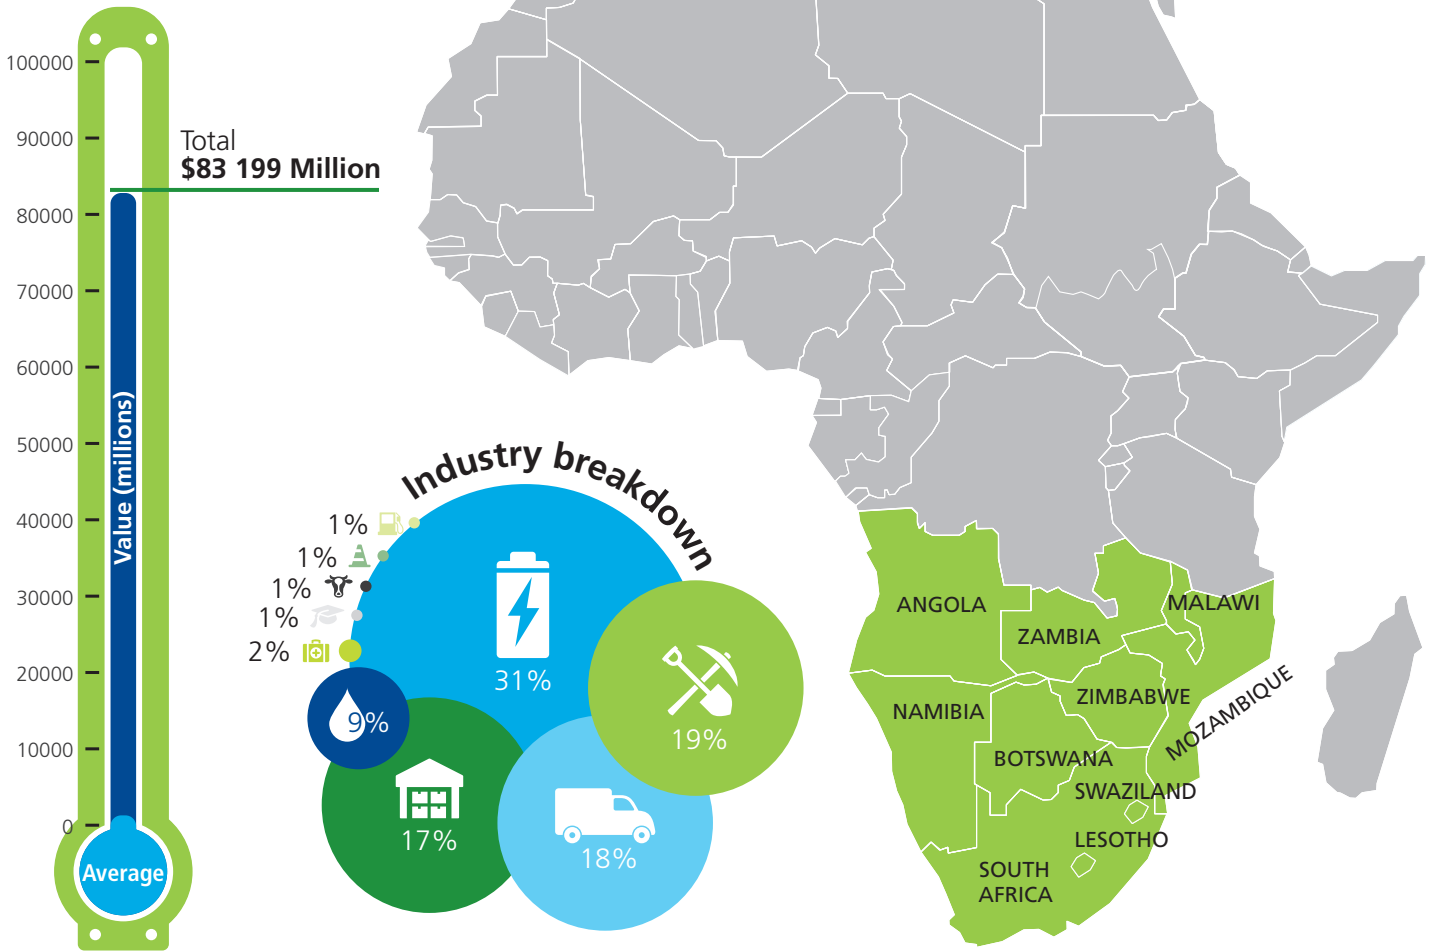 100000
90000
80000
70000
60000
50000
40000
30000
20000
10000
0
Value (millions)
Average
Total
$83 199 Million
Industry breakdown
1%
1%
1%
1%
2%
9%
31%
19%
17%
18%
ANGOLA
ZAMBIA
MALAWI
NAMIBIA
ZIMBABWE
MOZAMBIQUE
BOTSWANA
SWAZILAND
LESOTHO
SOUTH
AFRICA